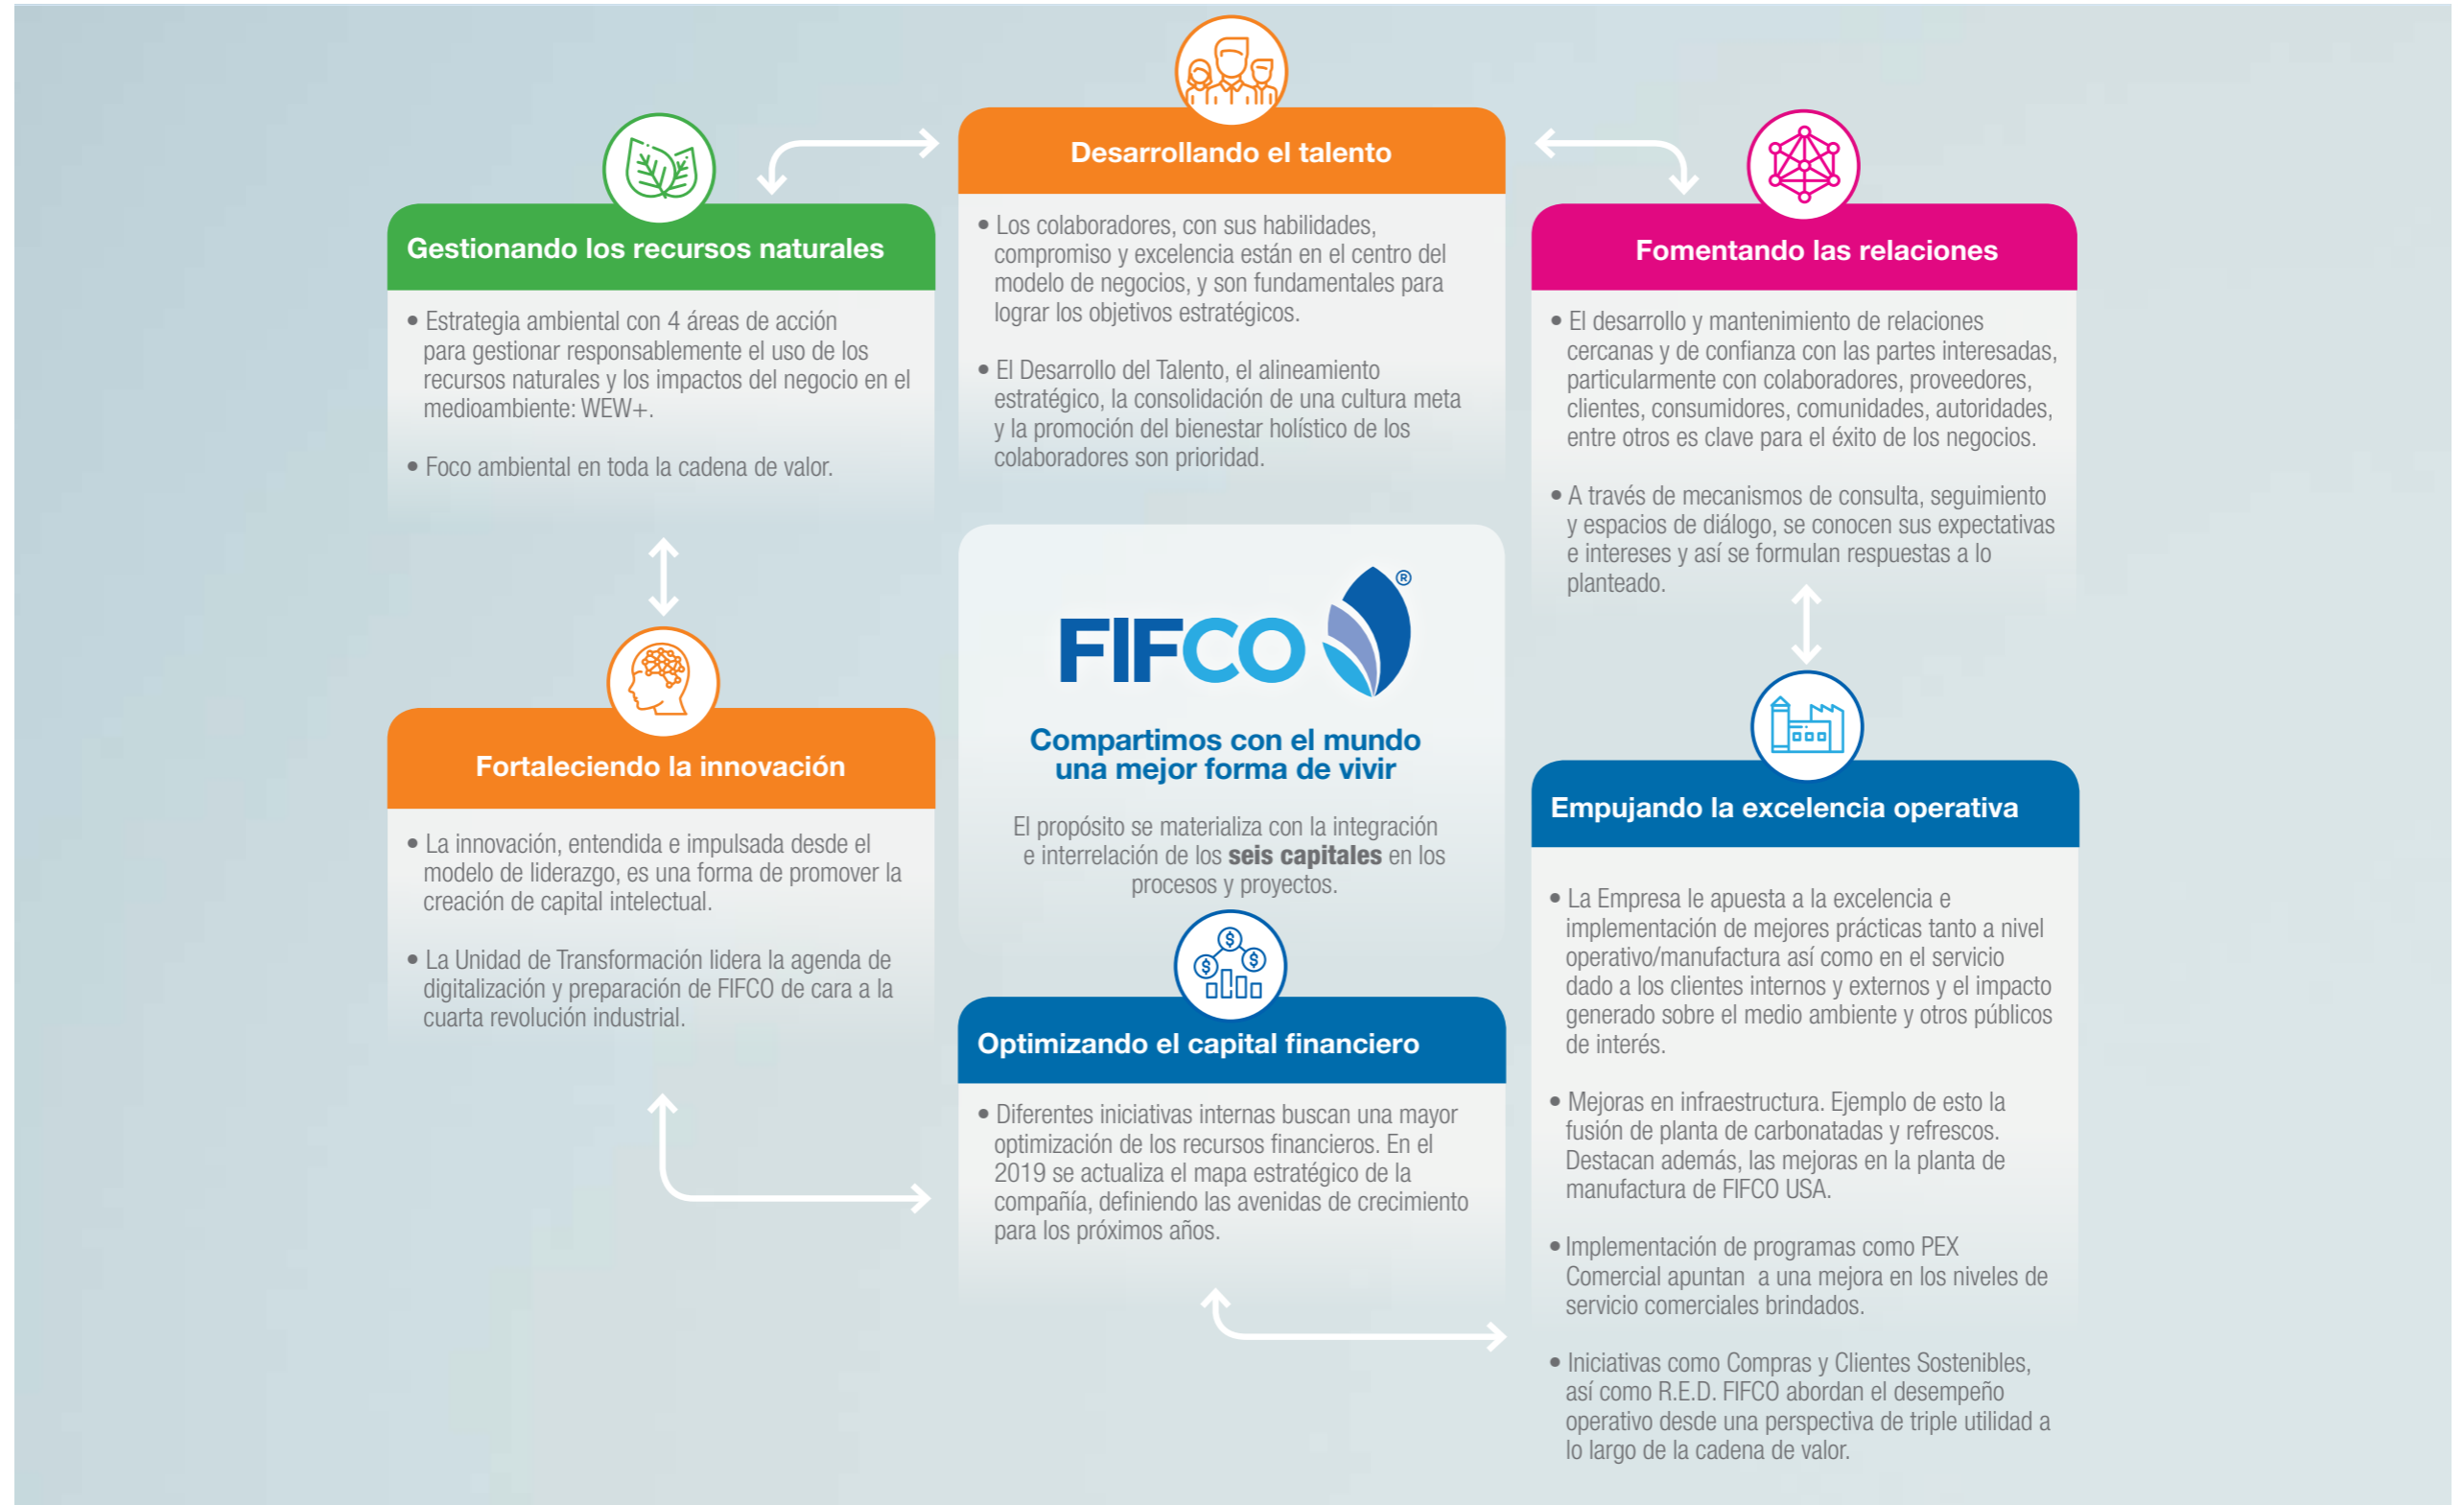 Desarrollando el talento
• Los colaboradores, con sus habilidades,
compromiso y excelencia están en el centro del
modelo de negocios, y son fundamentales para
lograr los objetivos estratégicos.
• El Desarrollo del Talento, el alineamiento
estratégico, la consolidación de una cultura meta
y la promoción del bienestar holístico de los
colaboradores son prioridad.
Gestionando los recursos naturales
• Estrategia ambiental con 4 áreas de acción
para gestionar responsablemente el uso de los
recursos naturales y los impactos del negocio en el
medioambiente: WEW+.
• Foco ambiental en toda la cadena de valor.
Fomentando las relaciones
• El desarrollo y mantenimiento de relaciones
cercanas y de confianza con las partes interesadas,
particularmente con colaboradores, proveedores,
clientes, consumidores, comunidades, autoridades,
entre otros es clave para el éxito de los negocios.
• A través de mecanismos de consulta, seguimiento
y espacios de diálogo, se conocen sus expectativas
e intereses y así se formulan respuestas a lo
planteado.
FIFCO ®
Compartimos con el mundo
una mejor forma de vivir
El propósito se materializa con la integración
e interrelación de los seis capitales en los
procesos y proyectos.
Fortaleciendo la innovación
• La innovación, entendida e impulsada desde el
modelo de liderazgo, es una forma de promover la
creación de capital intelectual.
• La Unidad de Transformación lidera la agenda de
digitalización y preparación de FIFCO de cara a la
cuarta revolución industrial.
$
$ $
Optimizando el capital financiero
• Diferentes iniciativas internas buscan una mayor
optimización de los recursos financieros. En el
2019 se actualiza el mapa estratégico de la
compañía, definiendo las avenidas de crecimiento
para los próximos años.
Empujando la excelencia operativa
• La Empresa le apuesta a la excelencia e
implementación de mejores prácticas tanto a nivel
operativo/manufactura así como en el servicio
dado a los clientes internos y externos y el impacto
generado sobre el medio ambiente y otros públicos
de interés.
• Mejoras en infraestructura. Ejemplo de esto la
fusión de planta de carbonatadas y refrescos.
Destacan además, las mejoras en la planta de
manufactura de FIFCO USA.
• Implementación de programas como PEX
Comercial apuntan a una mejora en los niveles de
servicio comerciales brindados.
• Iniciativas como Compras y Clientes Sostenibles,
así como R.E.D. FIFCO abordan el desempeño
operativo desde una perspectiva de triple utilidad a
lo largo de la cadena de valor.